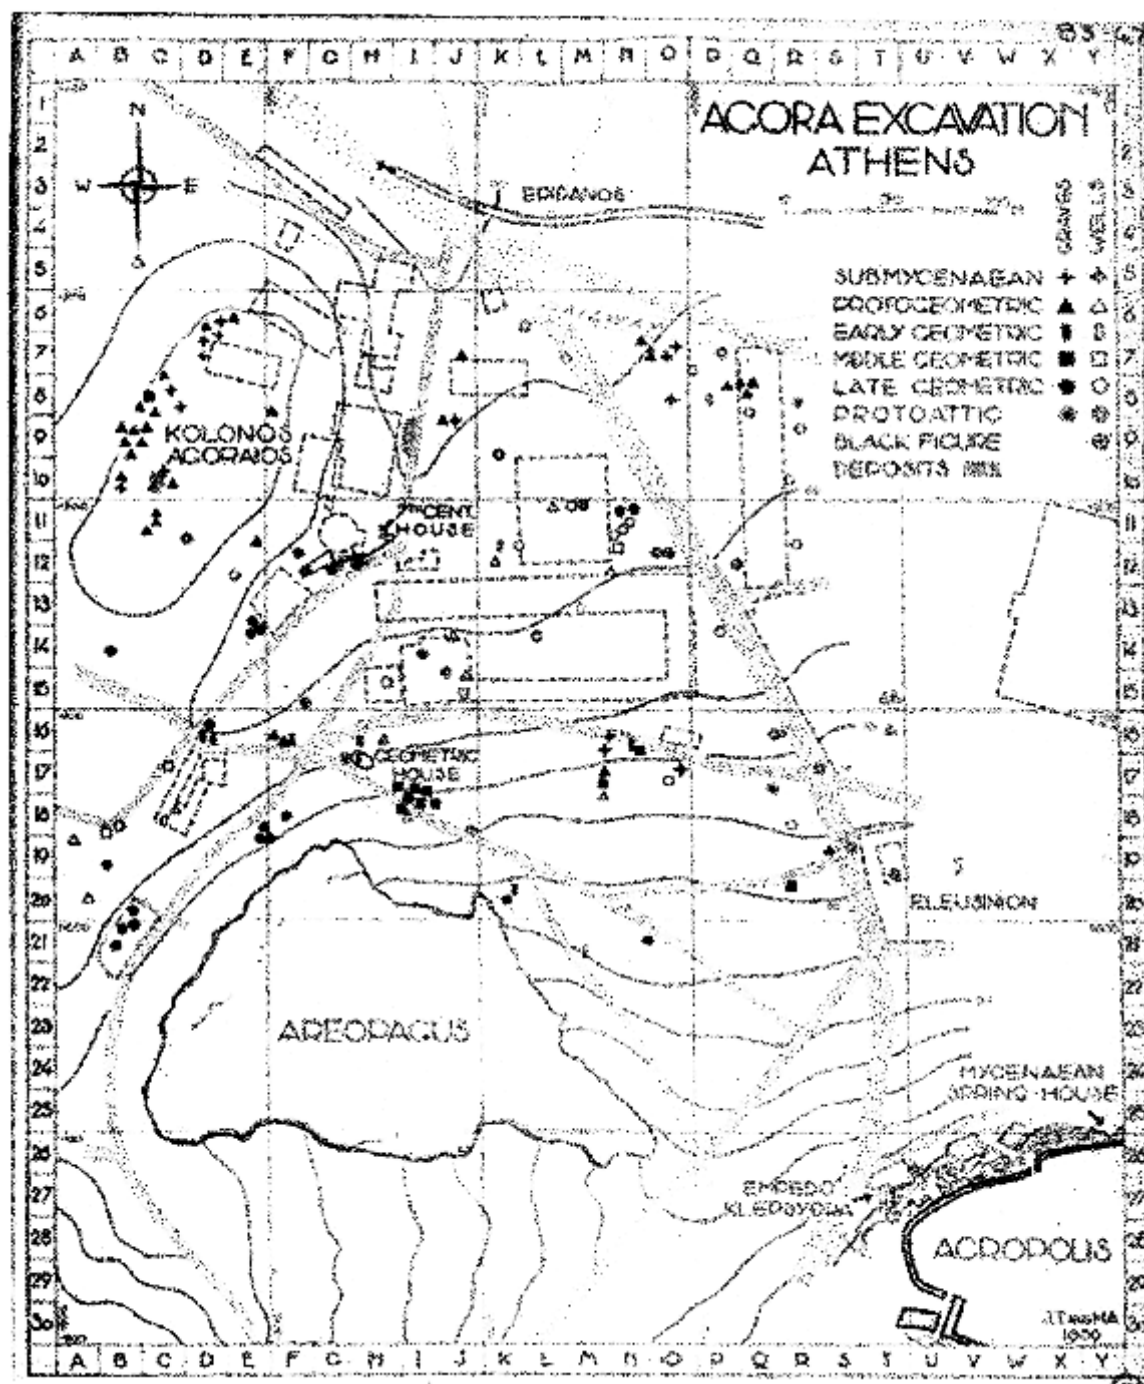 A B C D E F G H I J K L M N O P Q R S T U V W X Y
AGORA EXCAVATION
ATHENS
N
W E
S
ERIDANOS
GRAVES
WELLS
SUBMYCENAEAN
PROTOGEOMETRIC
EARLY GEOMETRIC
MIDDLE GEOMETRIC
LATE GEOMETRIC
PROTOATTIC
BLACK FIGURE
DEPOSITS
KOLONOS
AGORAIOS
7TH CENT.
HOUSE
GEOMETRIC
HOUSE
ELEUSINION
AREOPAGUS
MYCENAEAN
SPRING-HOUSE
EMPEDO
KLEPSYDRA
ACROPOLIS
1
2
3
4
5
6
7
8
9
10
11
12
13
14
15
16
17
18
19
20
21
22
23
24
25
26
27
28
29
30
A B C D E F G H I J K L M N O P Q R S T U V W X Y